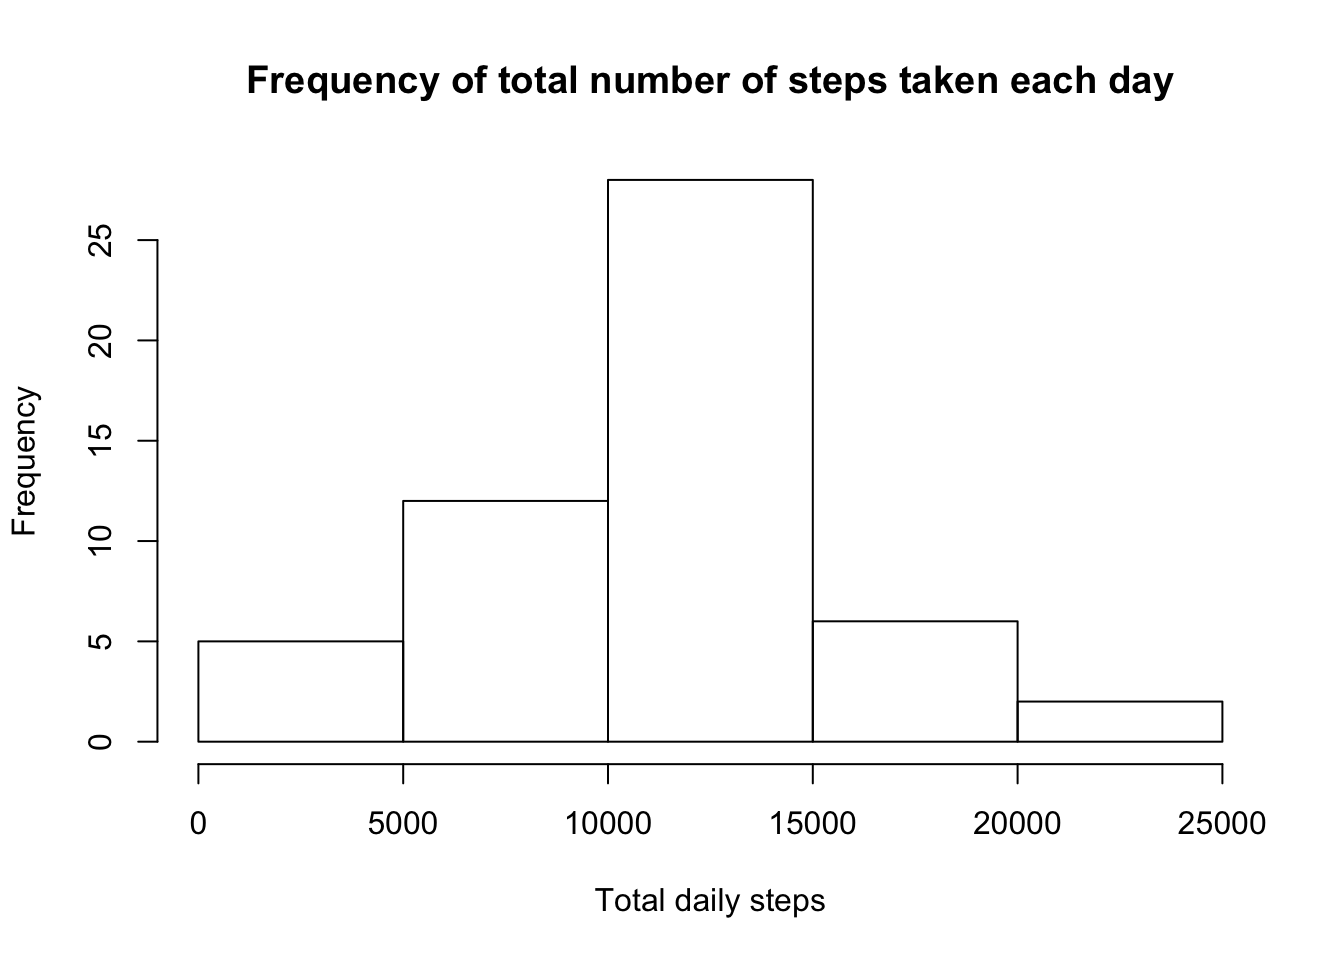 Frequency of total number of steps taken each day
Frequency
25
20
15
10
5
0
0 5000 10000 15000 20000 25000
Total daily steps